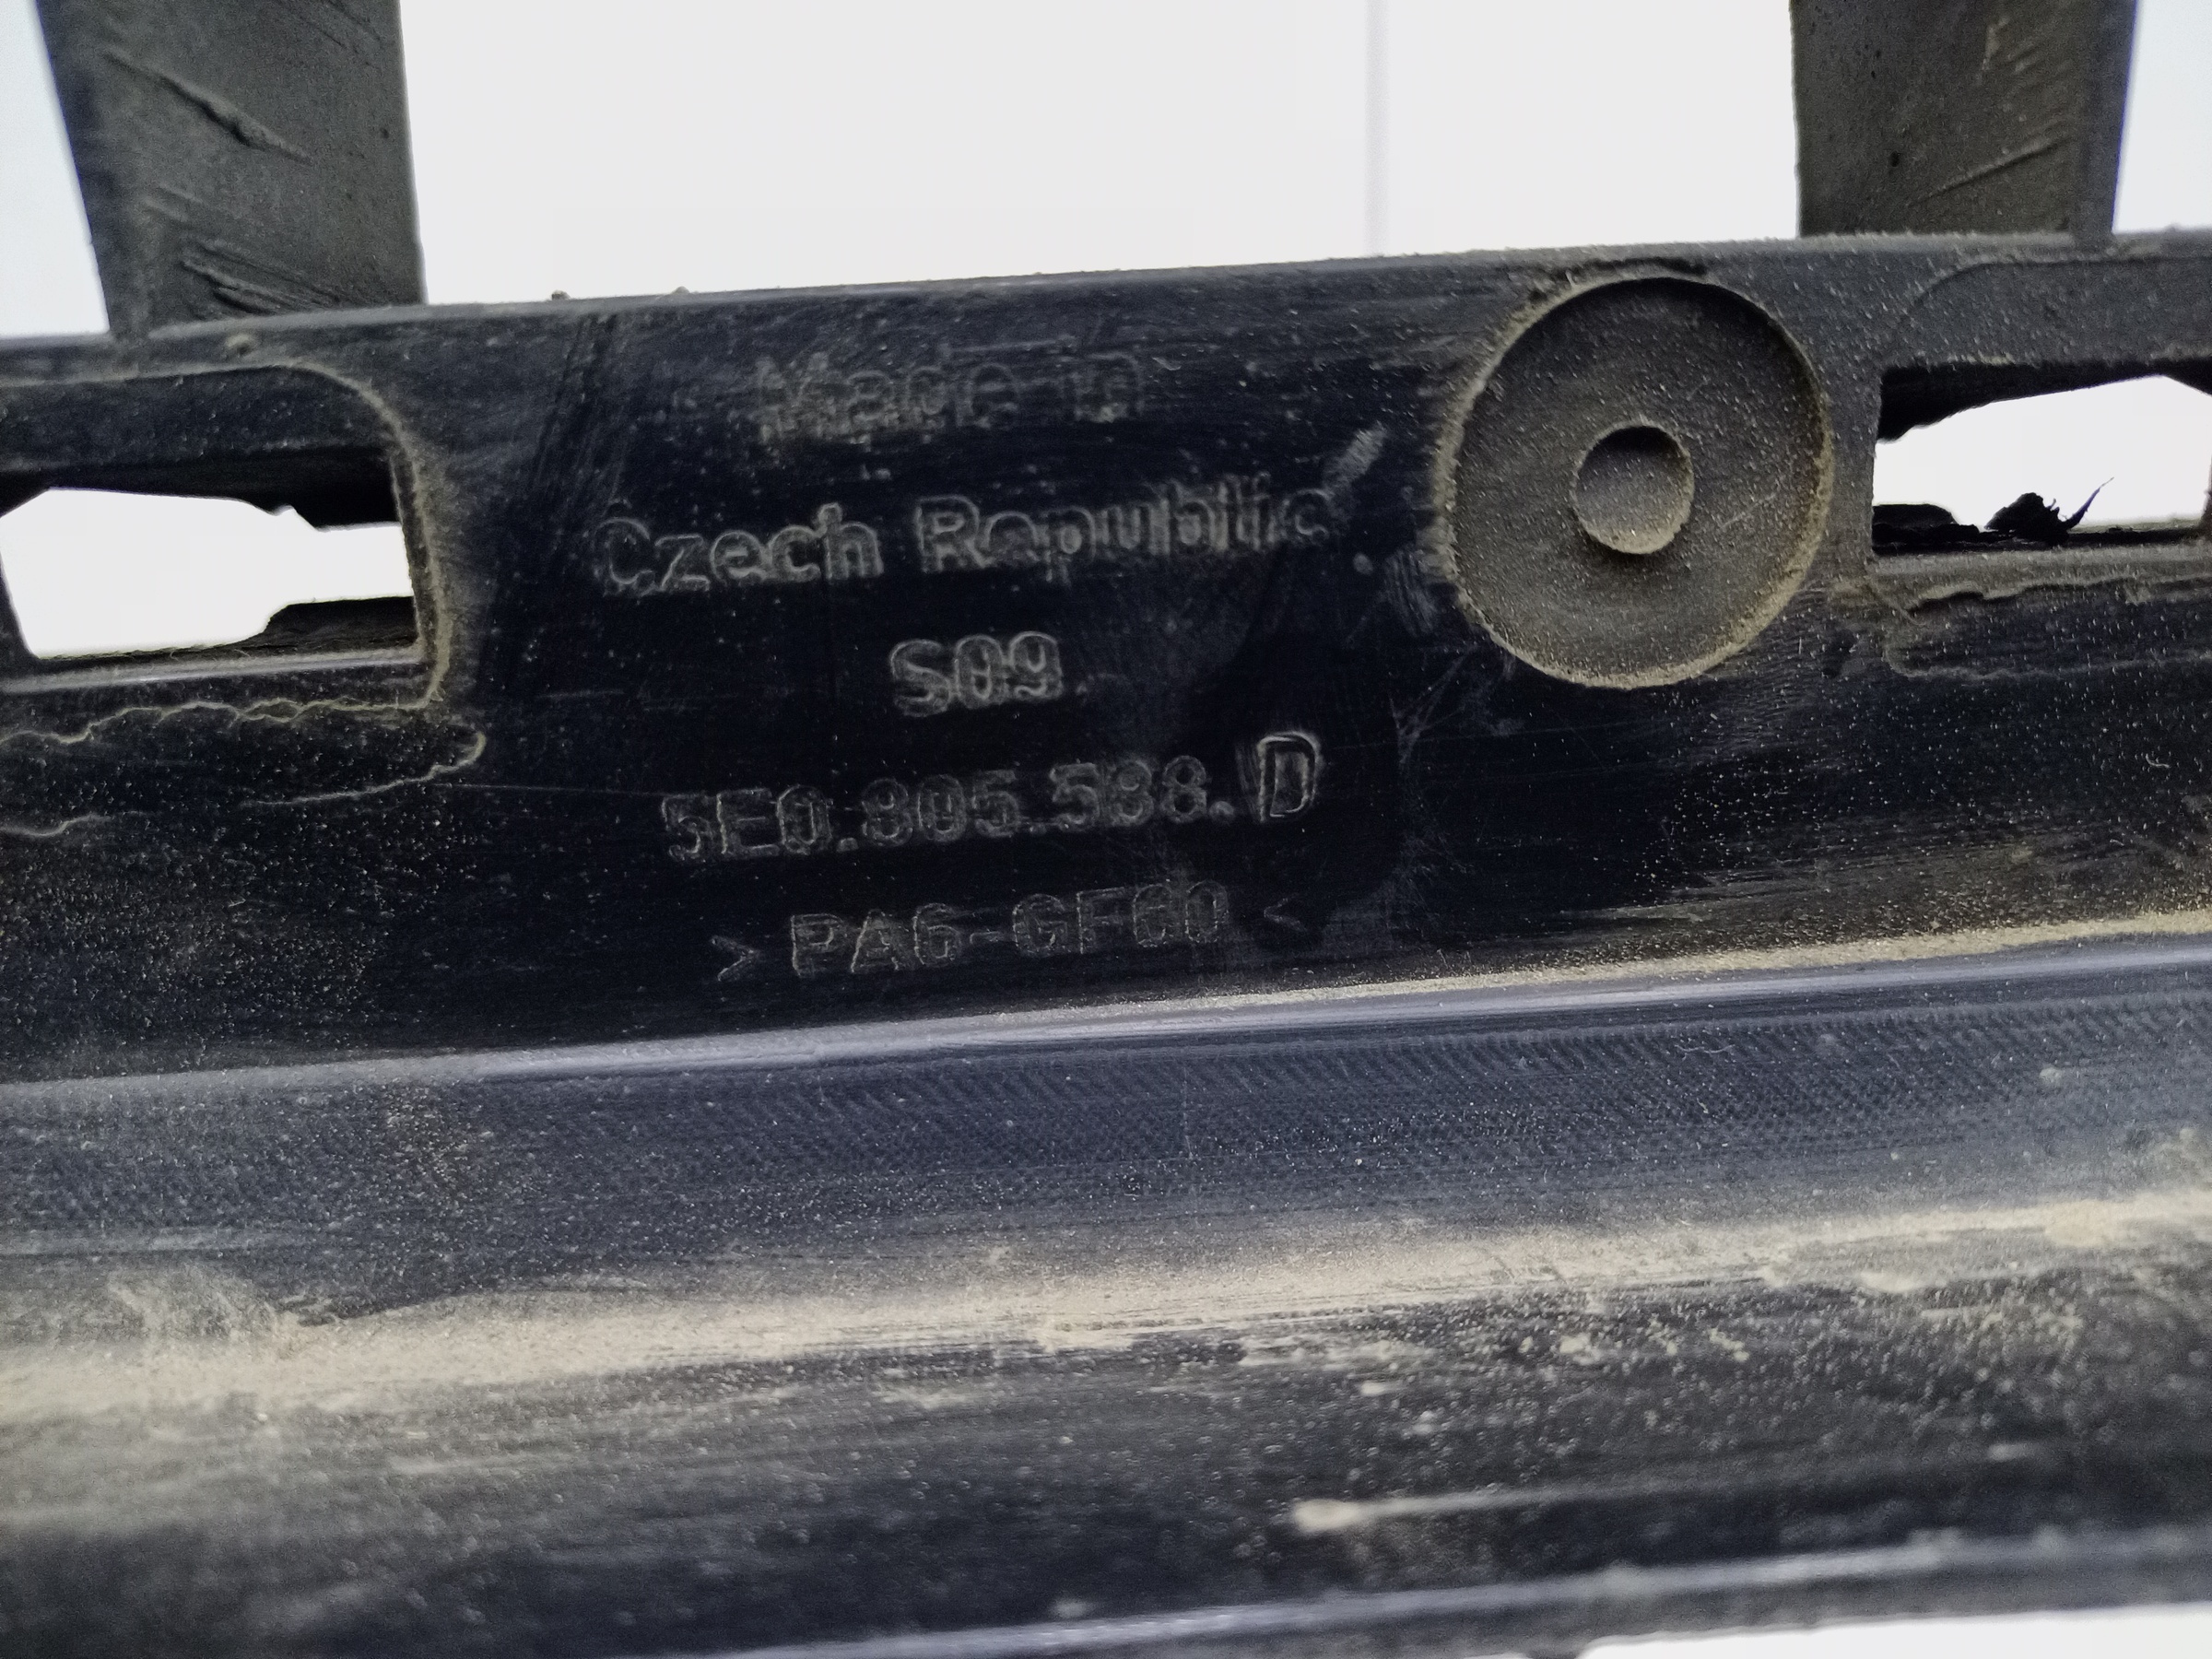 Made in
Czech Republic
S09
5E0.805.588.D
>PA6-GF60<